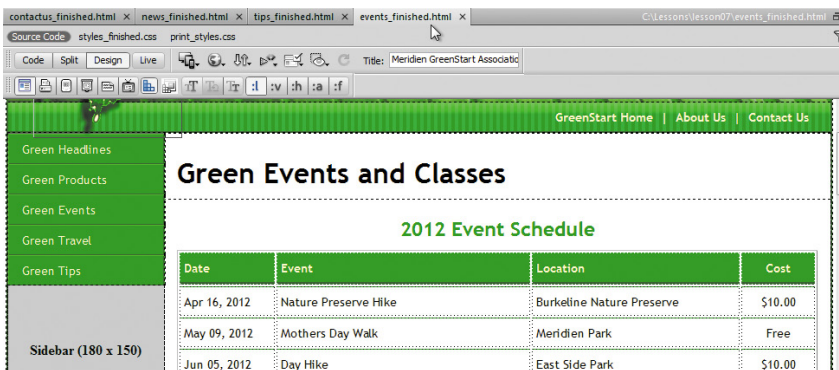 contactus_finished.html × news_finished.html × tips_finished.html × events_finished.html ×
C:\Lessons\lesson07\events_finished.html
Source Code styles_finished.css print_styles.css
Code Split Design Live Title: Meridien GreenStart Associatic
:l :v :h :a :f
GreenStart Home | About Us | Contact Us
Green Headlines
Green Products
Green Events
Green Travel
Green Tips
Sidebar (180 x 150)
Green Events and Classes
2012 Event Schedule
Date Event Location Cost
Apr 16, 2012 Nature Preserve Hike Burkeline Nature Preserve $10.00
May 09, 2012 Mothers Day Walk Meridien Park Free
Jun 05, 2012 Day Hike East Side Park $10.00